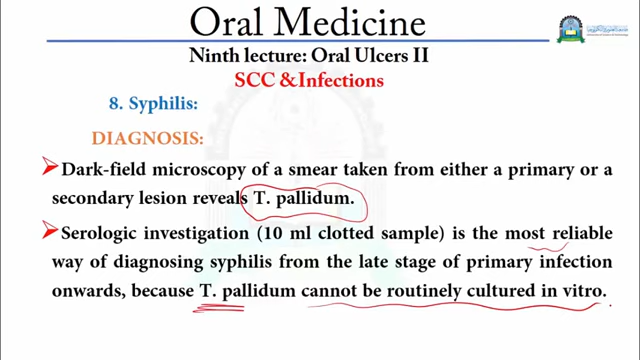 Oral Medicine
Ninth lecture: Oral Ulcers II
SCC &Infections
8. Syphilis:
DIAGNOSIS:
Dark-field microscopy of a smear taken from either a primary or a
secondary lesion reveals T. pallidum.
Serologic investigation (10 ml clotted sample) is the most reliable
way of diagnosing syphilis from the late stage of primary infection
onwards, because T. pallidum cannot be routinely cultured in vitro.